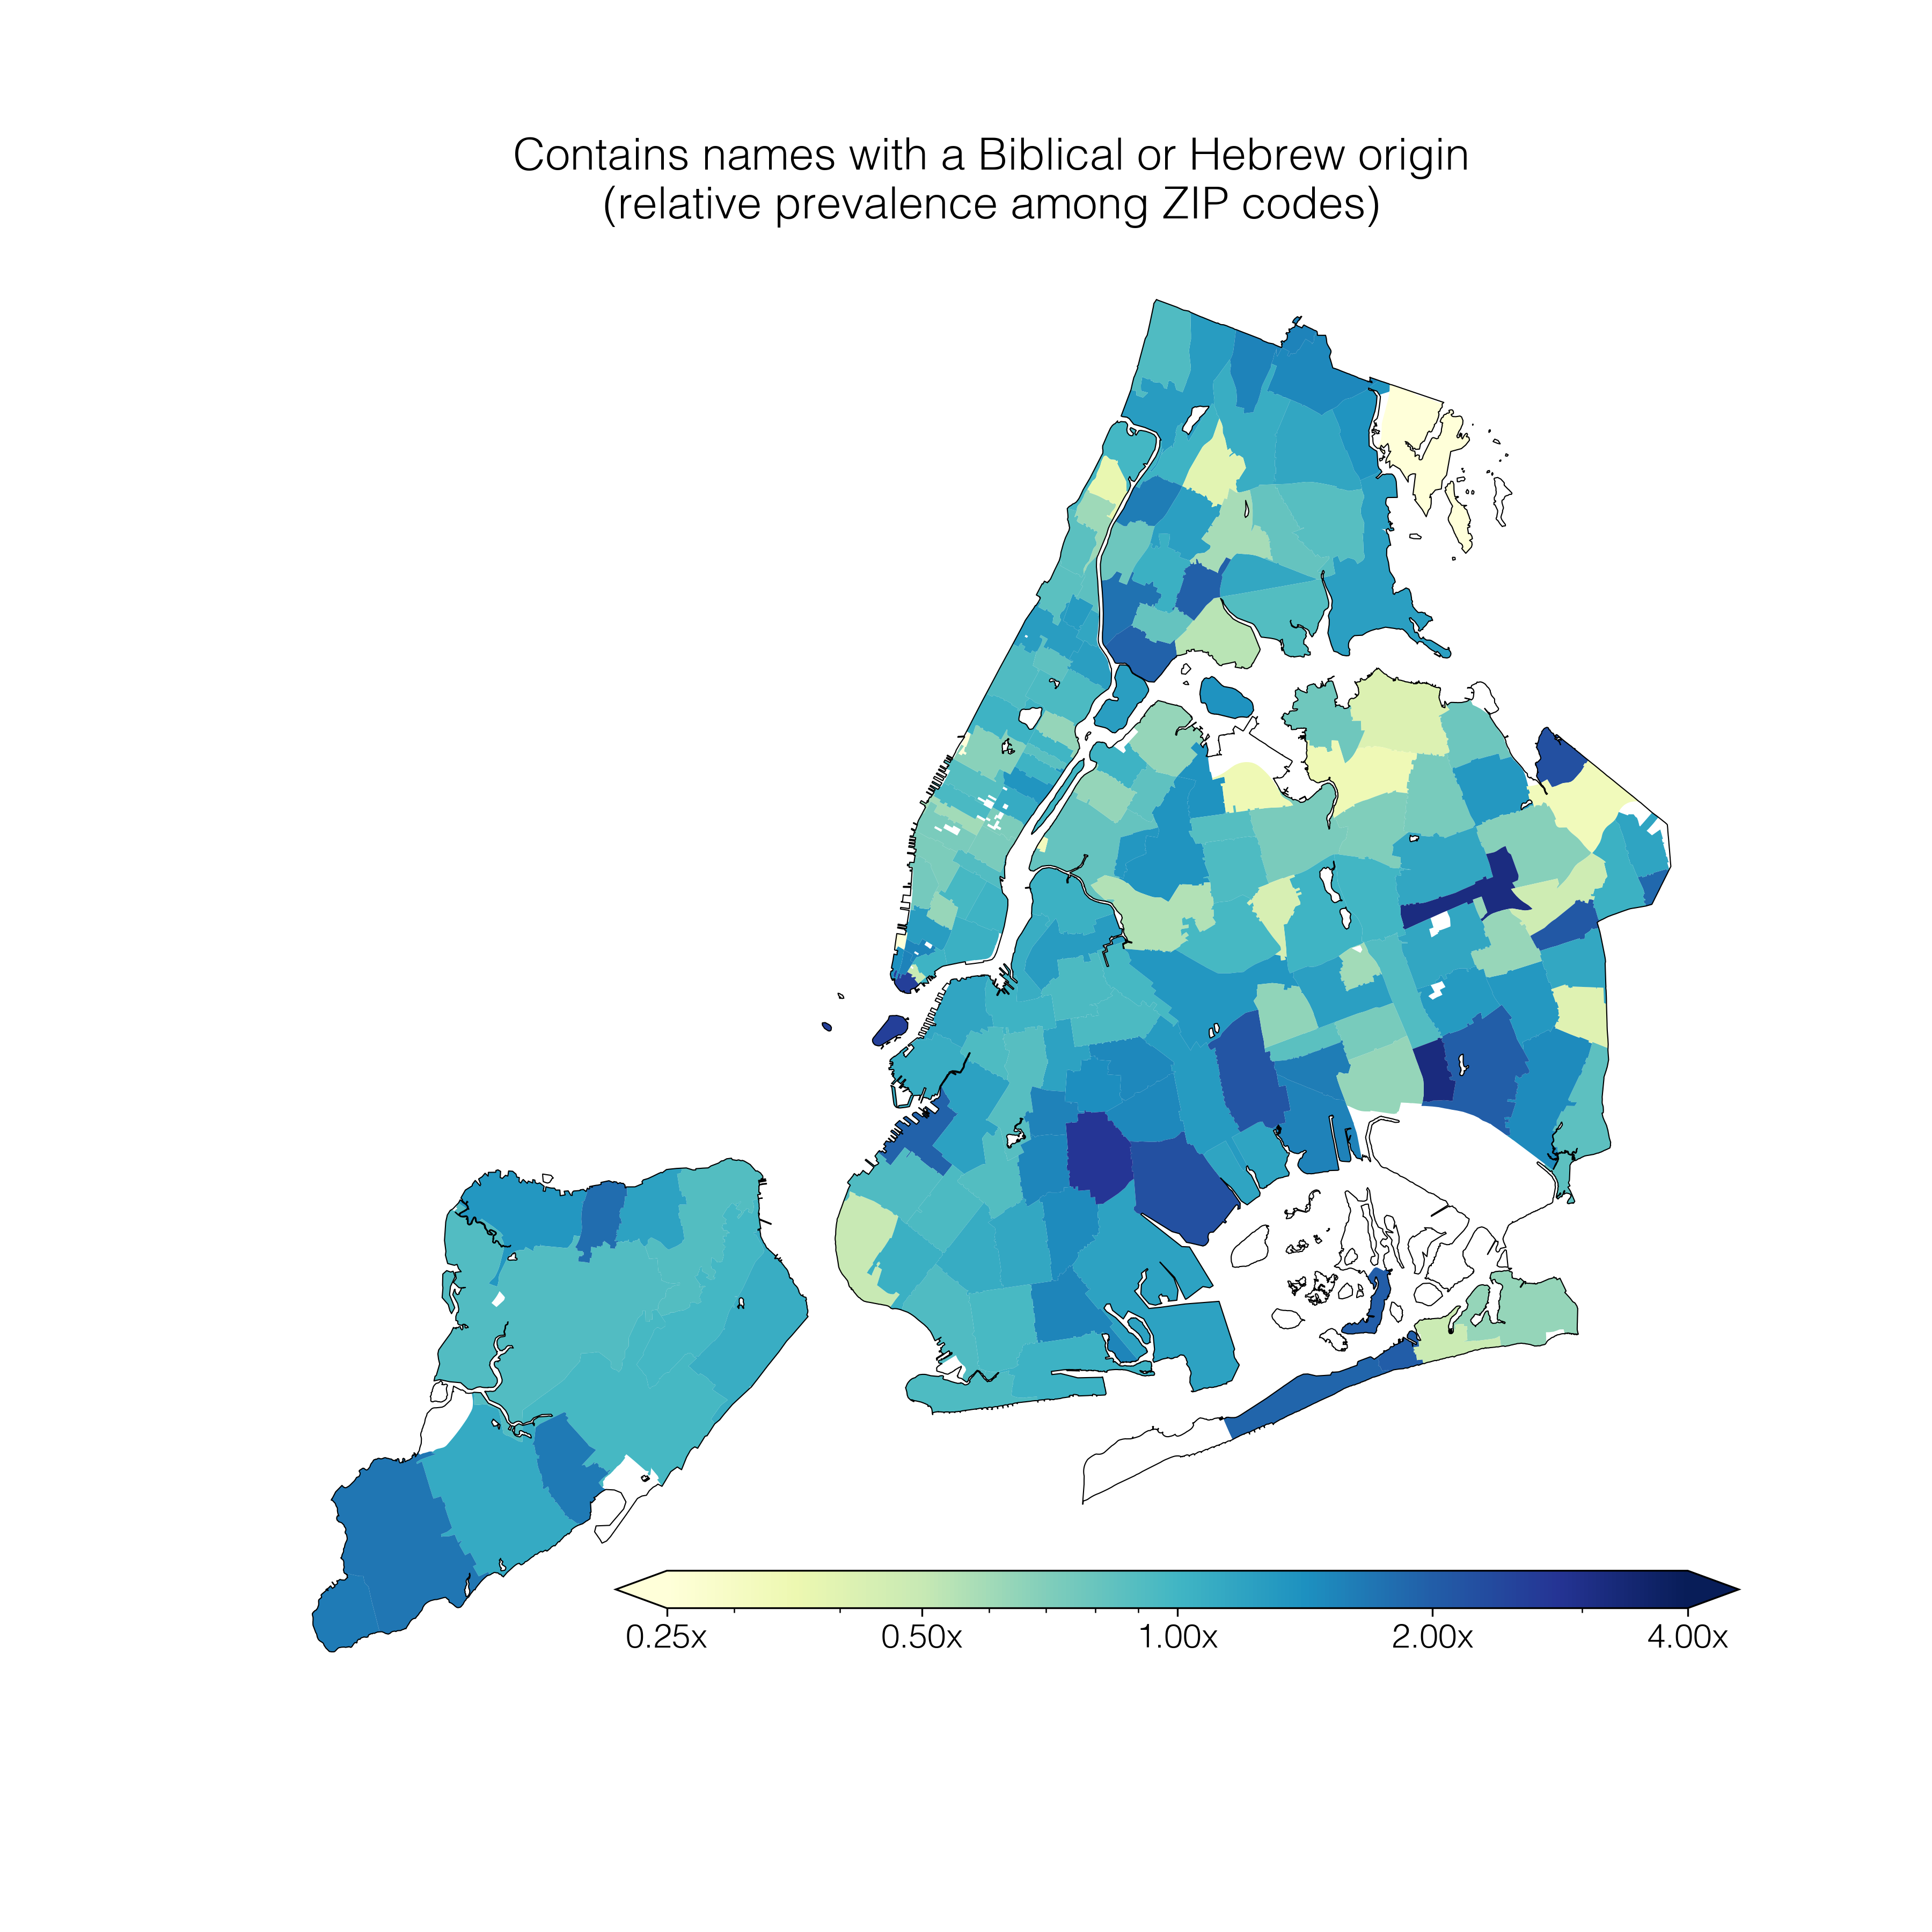 Contains names with a Biblical or Hebrew origin
(relative prevalence among ZIP codes)
0.25x 0.50x 1.00x 2.00x 4.00x